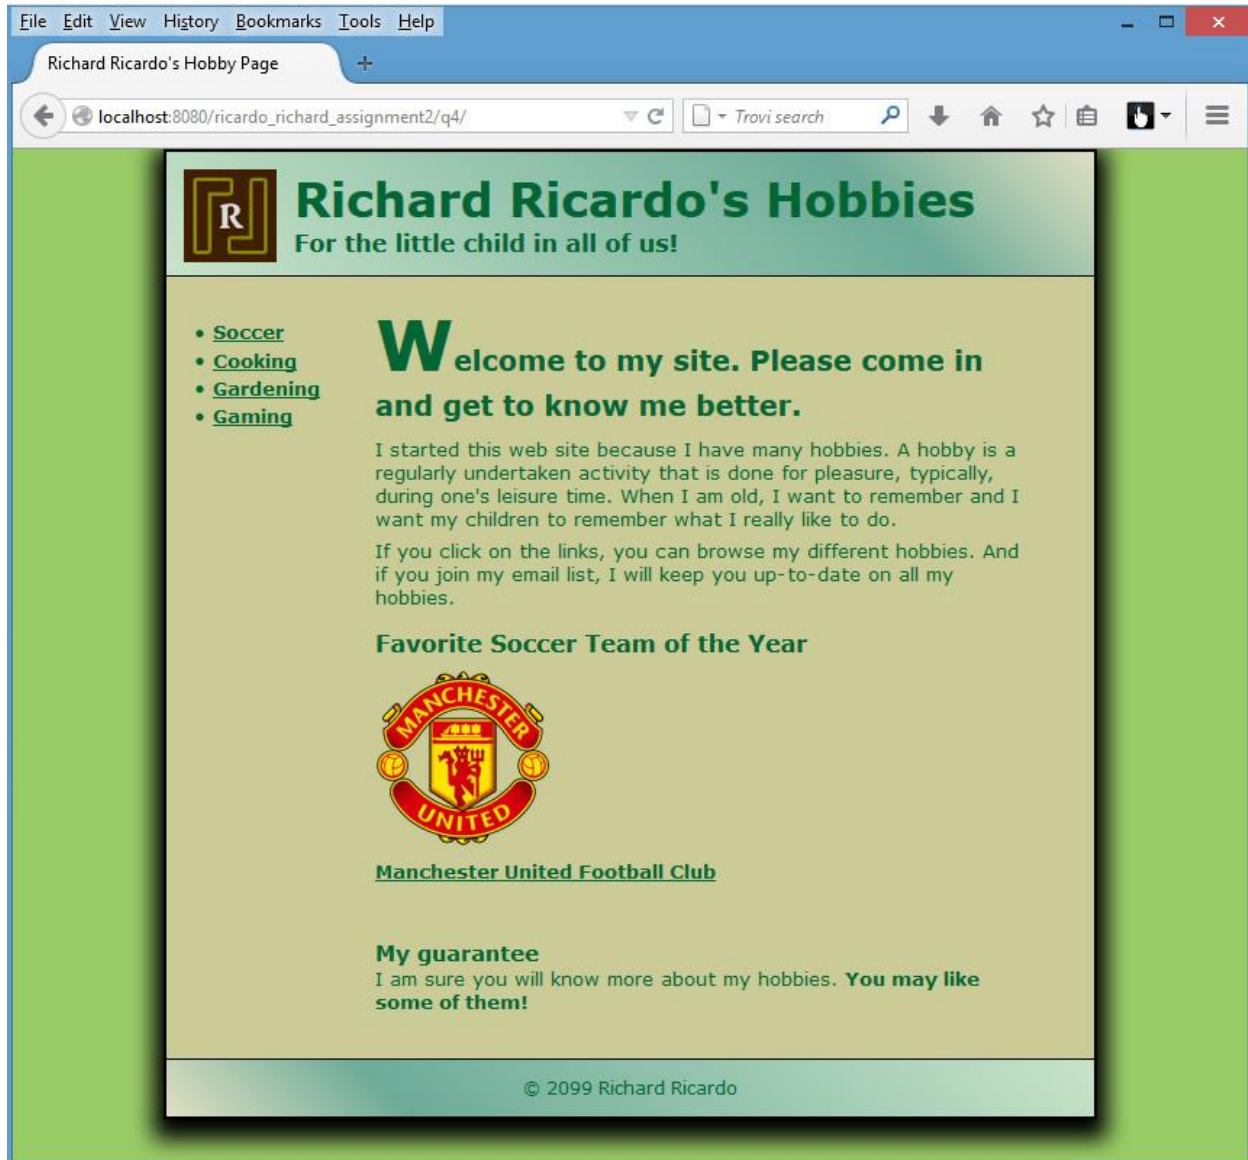 File Edit View History Bookmarks Tools Help
Richard Ricardo's Hobby Page
localhost:8080/ricardo_richard_assignment2/q4/
Trovi search
R
Richard Ricardo's Hobbies
For the little child in all of us!
• Soccer
• Cooking
• Gardening
• Gaming
Welcome to my site. Please come in
and get to know me better.
I started this web site because I have many hobbies. A hobby is a
regularly undertaken activity that is done for pleasure, typically,
during one's leisure time. When I am old, I want to remember and I
want my children to remember what I really like to do.
If you click on the links, you can browse my different hobbies. And
if you join my email list, I will keep you up-to-date on all my
hobbies.
Favorite Soccer Team of the Year
MANCHESTER
UNITED
Manchester United Football Club
My guarantee
I am sure you will know more about my hobbies. You may like
some of them!
© 2099 Richard Ricardo